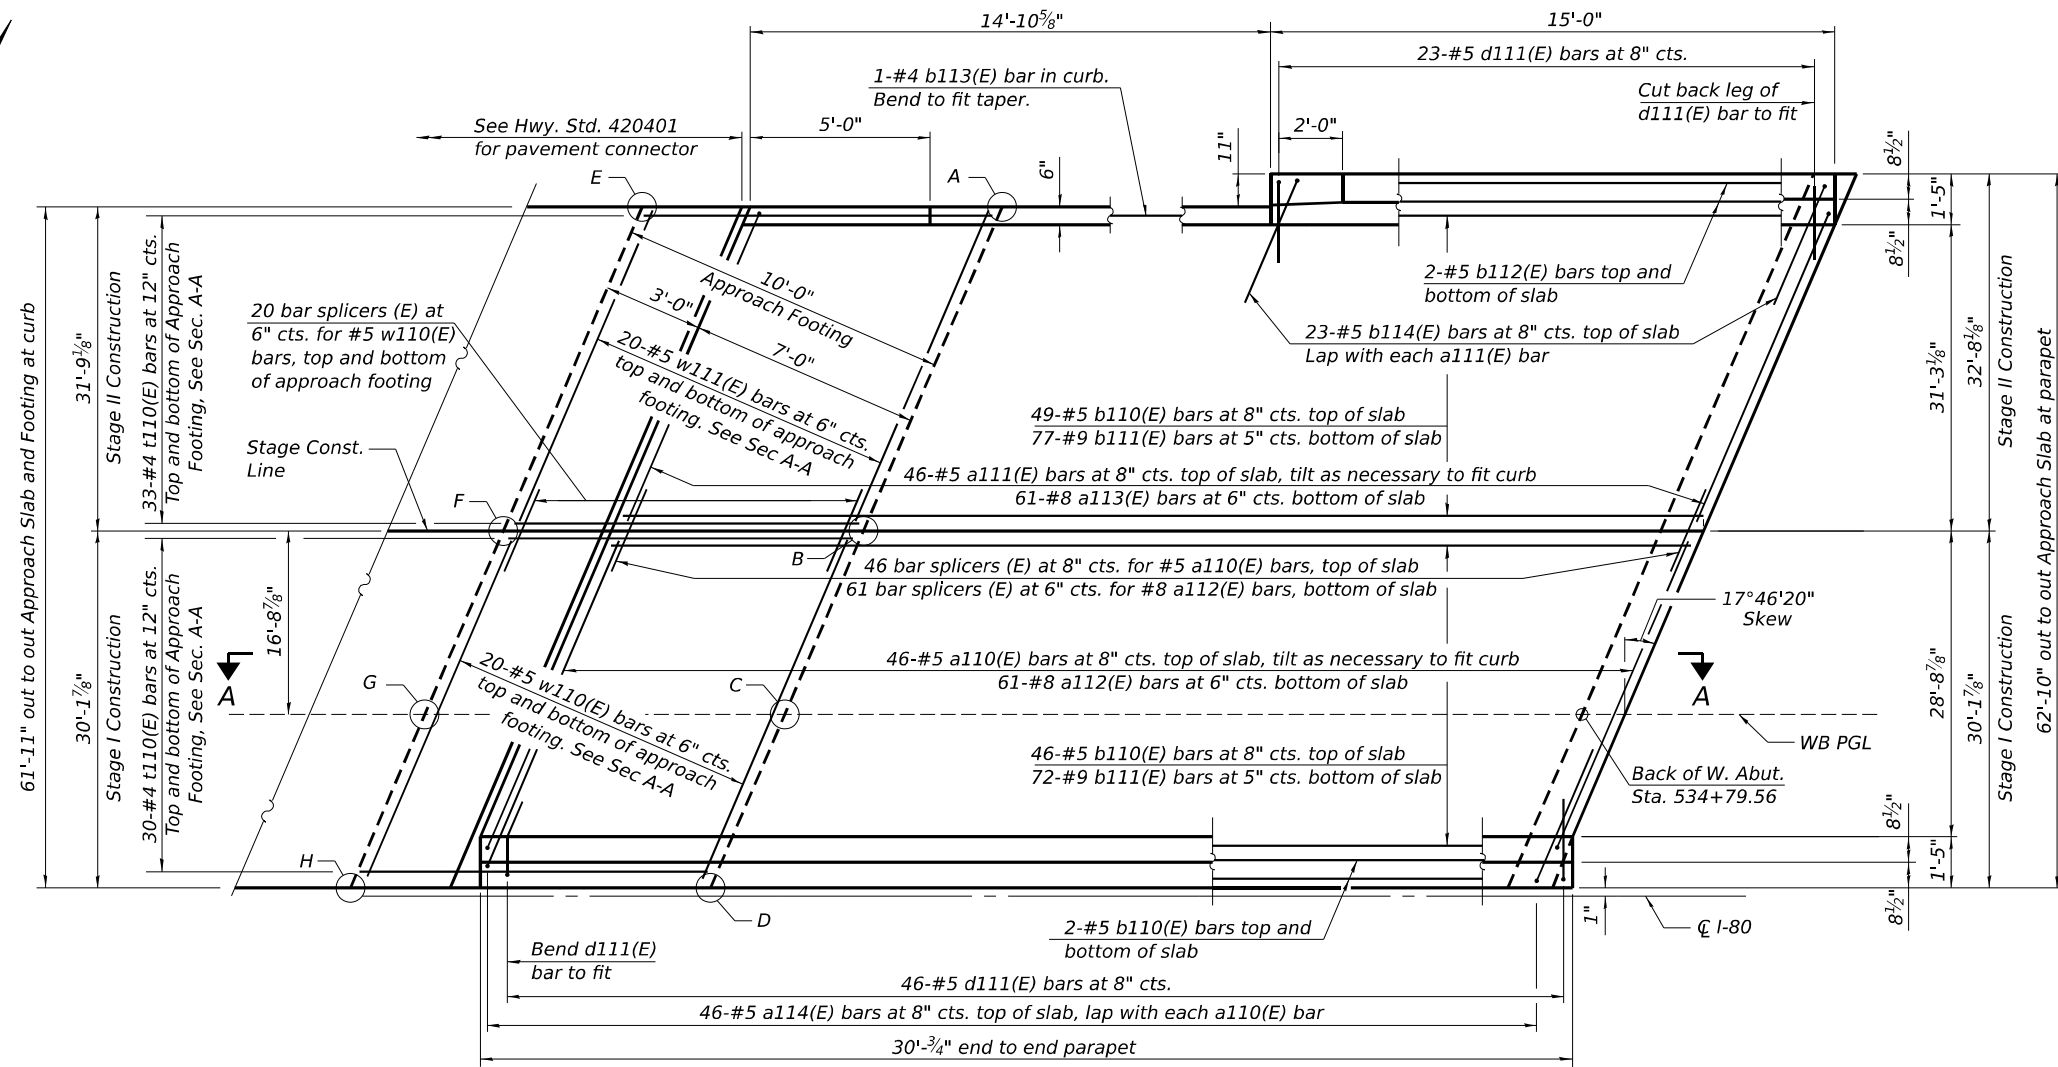 14'-10⅝"
15'-0"
23-#5 d111(E) bars at 8" cts.
1-#4 b113(E) bar in curb.
Bend to fit taper.
Cut back leg of
d111(E) bar to fit
See Hwy. Std. 420401
for pavement connector
5'-0"
2'-0"
11"
6"
8½"
1'-5"
8½"
E
A
10'-0"
Approach Footing
3'-0"
7'-0"
20 bar splicers (E) at
6" cts. for #5 w110(E)
bars, top and bottom
of approach footing
20-#5 w111(E) bars at 6" cts.
top and bottom of approach
footing. See Sec A-A
2-#5 b112(E) bars top and
bottom of slab
23-#5 b114(E) bars at 8" cts. top of slab
Lap with each a111(E) bar
61'-11" out to out Approach Slab and Footing at curb
31'-9⅛"
Stage II Construction
33-#4 t110(E) bars at 12" cts.
Top and bottom of Approach
Footing, See Sec. A-A
31'-3⅛"
32'-8⅛"
Stage II Construction
62'-10" out to out Approach Slab at parapet
49-#5 b110(E) bars at 8" cts. top of slab
77-#9 b111(E) bars at 5" cts. bottom of slab
Stage Const.
Line
46-#5 a111(E) bars at 8" cts. top of slab, tilt as necessary to fit curb
61-#8 a113(E) bars at 6" cts. bottom of slab
F
B
46 bar splicers (E) at 8" cts. for #5 a110(E) bars, top of slab
61 bar splicers (E) at 6" cts. for #8 a112(E) bars, bottom of slab
17°46'20"
Skew
30'-1⅞"
Stage I Construction
30-#4 t110(E) bars at 12" cts.
Top and bottom of Approach
Footing, See Sec. A-A
16'-8⅞"
A
A
46-#5 a110(E) bars at 8" cts. top of slab, tilt as necessary to fit curb
61-#8 a112(E) bars at 6" cts. bottom of slab
20-#5 w110(E) bars at 6" cts.
top and bottom of approach
footing. See Sec A-A
G
C
WB PGL
46-#5 b110(E) bars at 8" cts. top of slab
72-#9 b111(E) bars at 5" cts. bottom of slab
Back of W. Abut.
Sta. 534+79.56
28'-8⅞"
30'-1⅞"
Stage I Construction
8½"
1'-5"
8½"
H
D
1"
℄ I-80
2-#5 b110(E) bars top and
bottom of slab
Bend d111(E)
bar to fit
46-#5 d111(E) bars at 8" cts.
46-#5 a114(E) bars at 8" cts. top of slab, lap with each a110(E) bar
30'-¾" end to end parapet